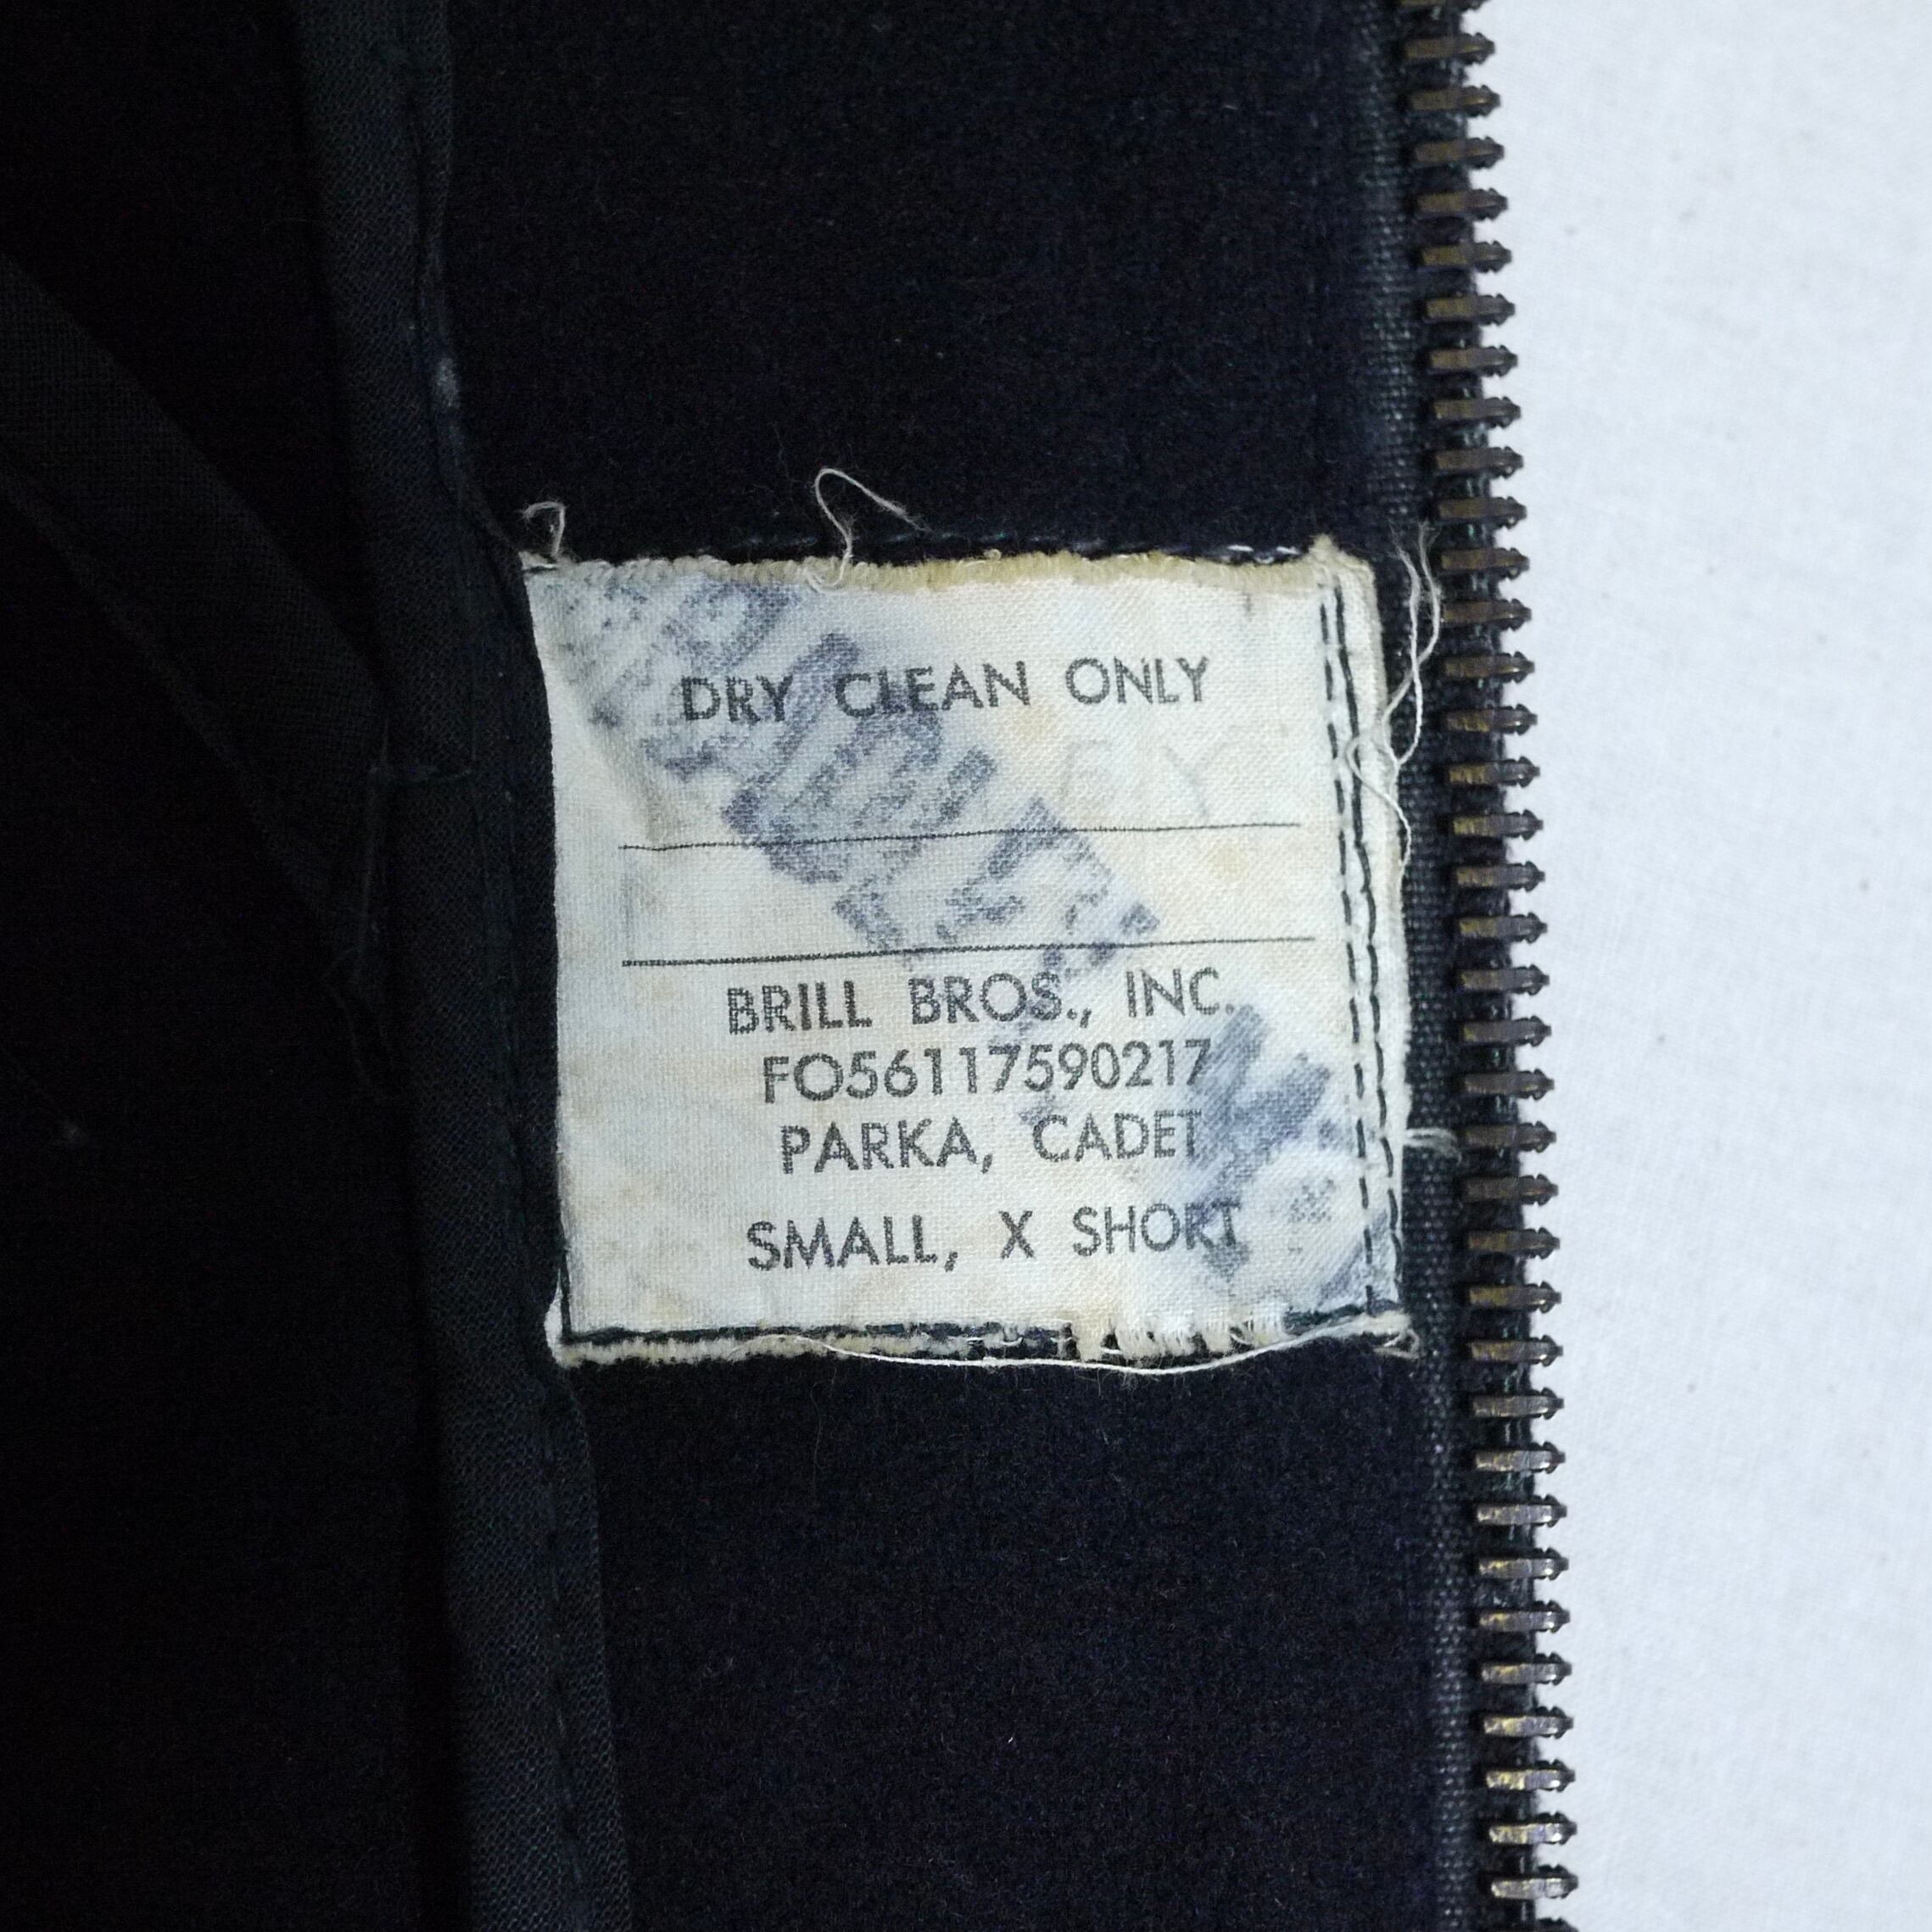 DRY CLEAN ONLY
BRILL BROS., INC.
FO56117590217
PARKA, CADET
SMALL, X SHORT